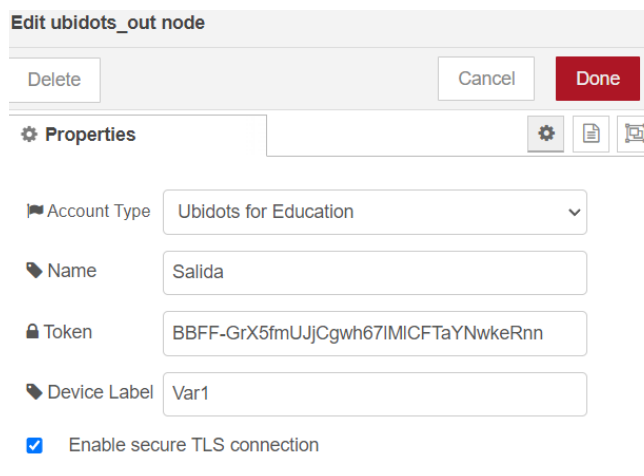 Edit ubidots_out node
Delete Cancel Done
Properties
Account Type Ubidots for Education
Name Salida
Token BBFF-GrX5fmUJjCgwh67lMlCFTaYNwkeRnn
Device Label Var1
Enable secure TLS connection